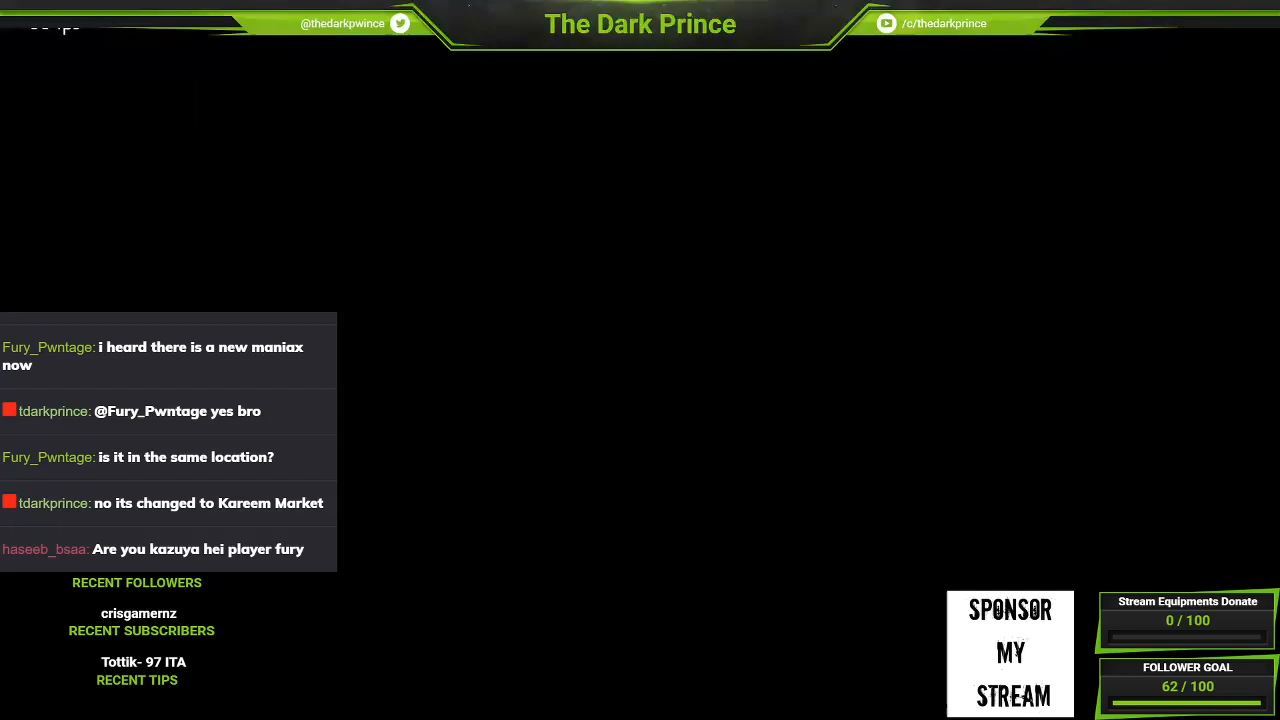 @thedarkpwince
The Dark Prince
/c/thedarkprince
Fury_Pwntage: i heard there is a new maniax
now
tdarkprince: @Fury_Pwntage yes bro
Fury_Pwntage: is it in the same location?
tdarkprince: no its changed to Kareem Market
haseeb_bsaa: Are you kazuya hei player fury
RECENT FOLLOWERS
crisgamernz
RECENT SUBSCRIBERS
Tottik- 97 ITA
RECENT TIPS
SPONSOR
MY
STREAM
Stream Equipments Donate
0 / 100
FOLLOWER GOAL
62 / 100